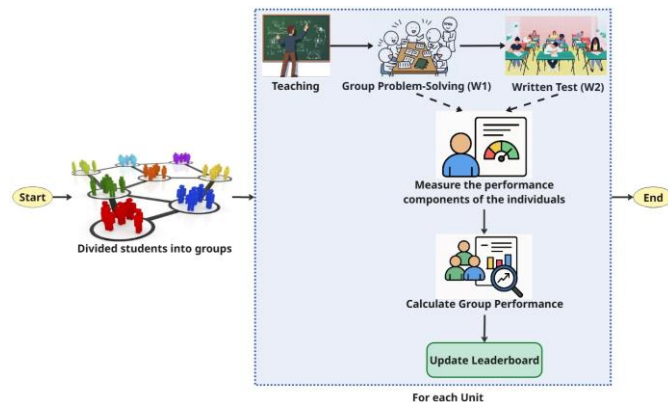 Teaching
Group Problem-Solving (W1)
Written Test (W2)
Measure the performance
components of the individuals
Start
Divided students into groups
End
Calculate Group Performance
Update Leaderboard
For each Unit